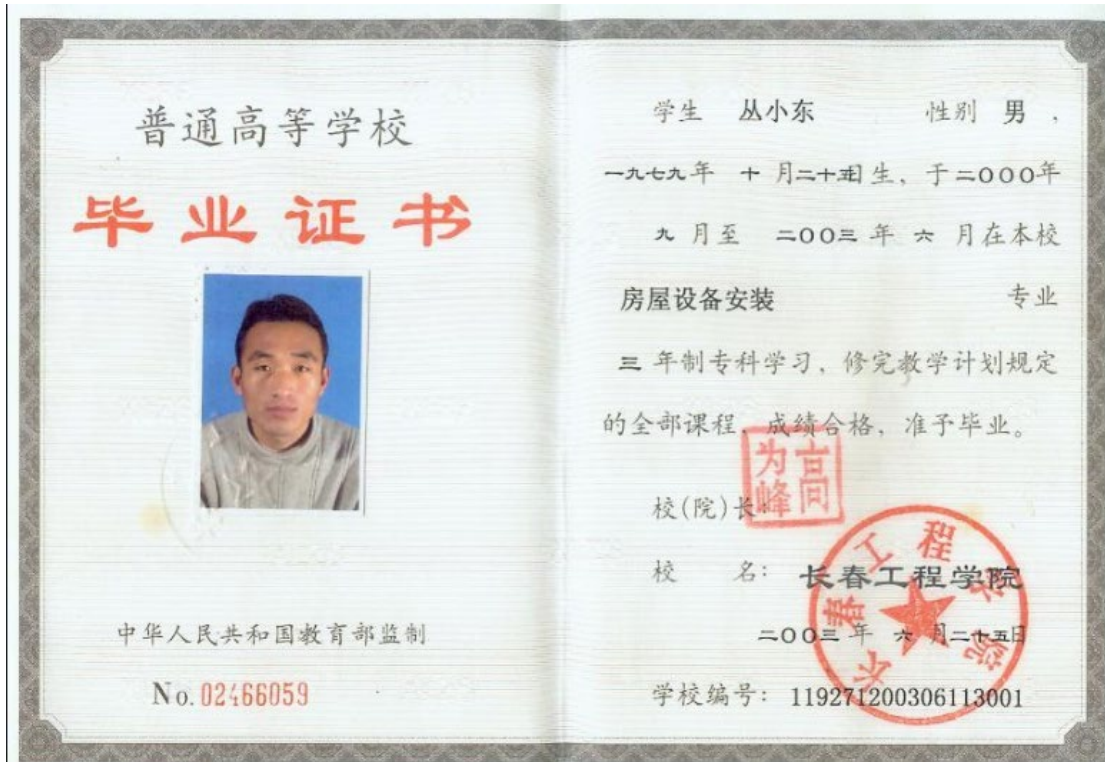 普通高等学校
毕业证书
中华人民共和国教育部监制
No. 02466059
学生 丛小东 性别 男，
一九七九年 十 月二十五日生，于二000年
九 月至 二00三 年 六 月在本校
房屋设备安装 专业
三 年制专科学习，修完教学计划规定
的全部课程，成绩合格，准予毕业。
高为峰
校(院)长：
校 名：长春工程学院
长春工程学院
二00三 年 六 月二十五日
学校编号：119271200306113001